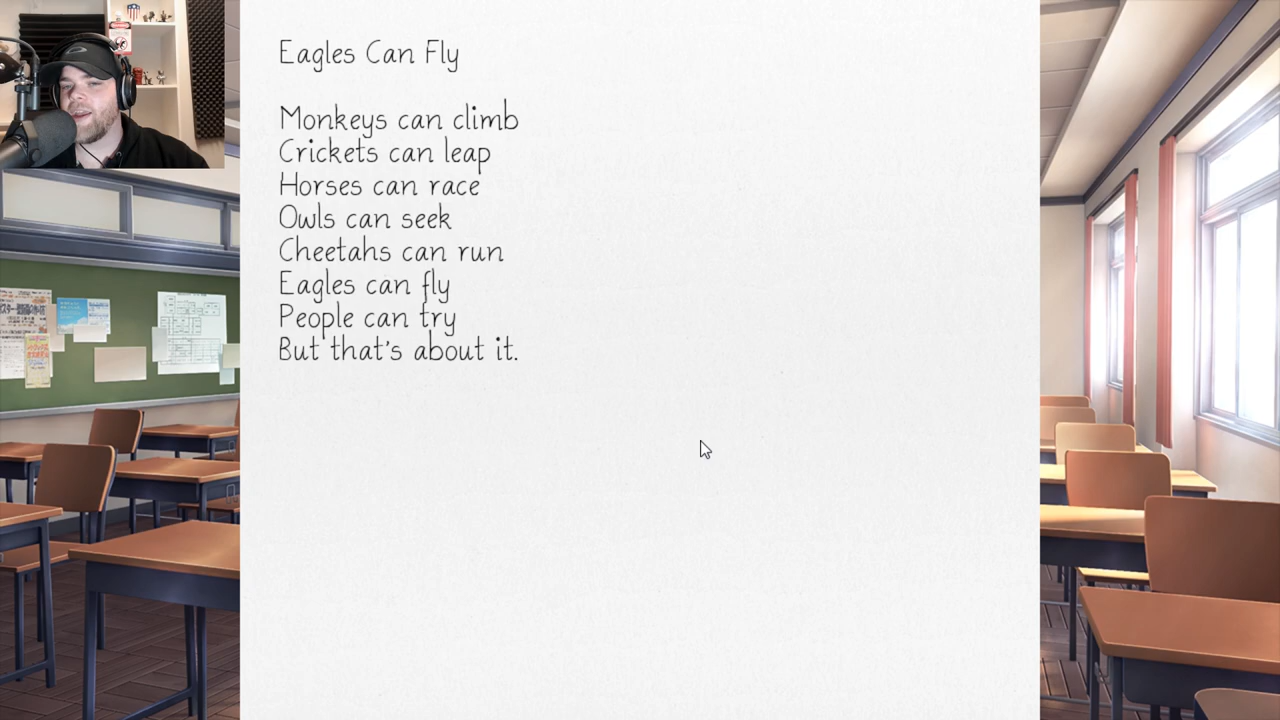 Eagles Can Fly
Monkeys can climb
Crickets can leap
Horses can race
Owls can seek
Cheetahs can run
Eagles can fly
People can try
But that's about it.